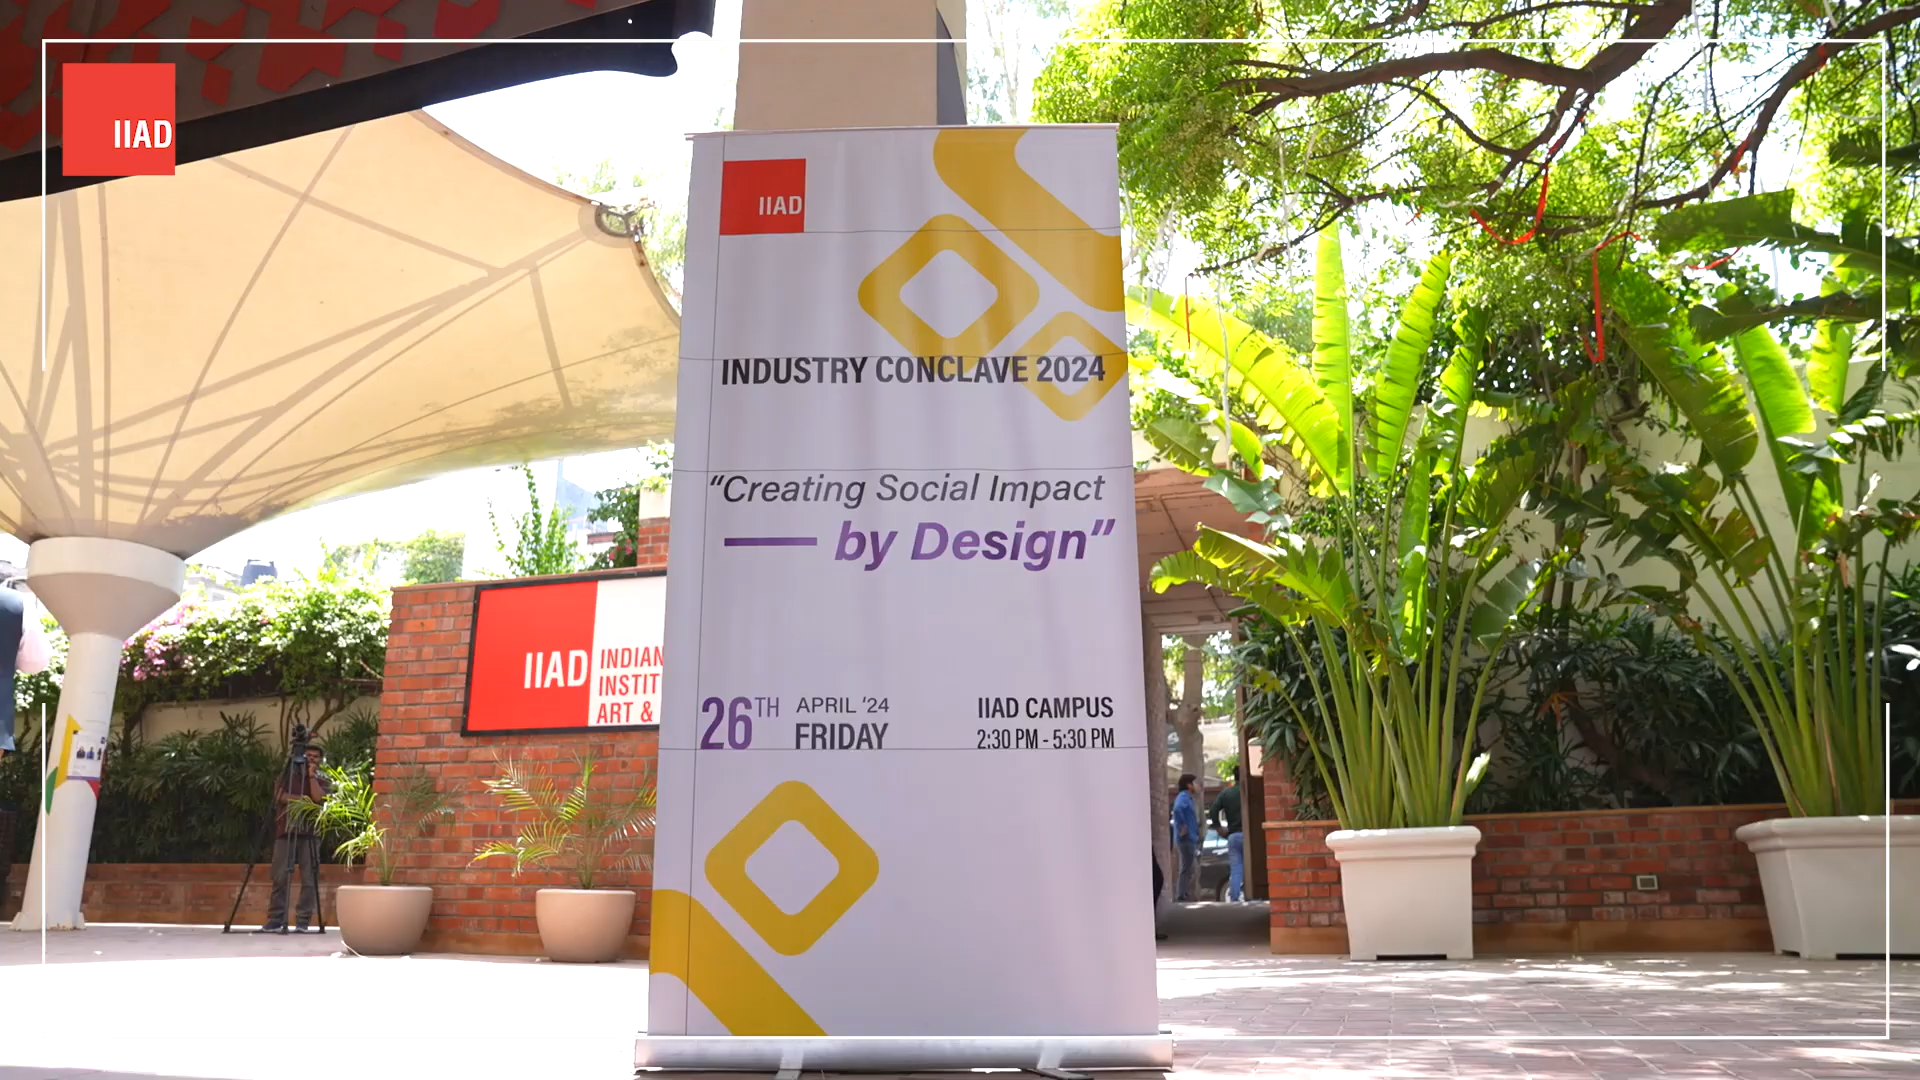 IIAD
IIAD
INDUSTRY CONCLAVE 2024
“Creating Social Impact
by Design”
26TH APRIL ‘24
FRIDAY
IIAD CAMPUS
2:30 PM - 5:30 PM
IIAD
INDIAN
INSTIT
ART &